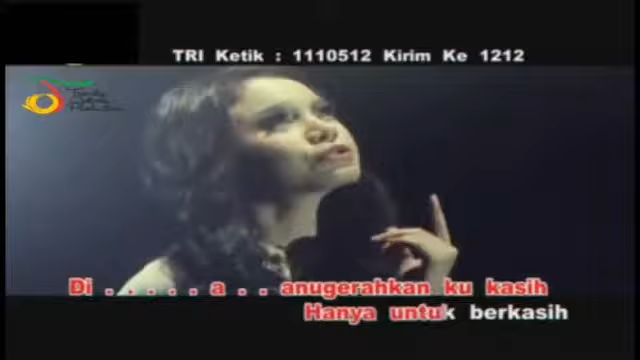 TRI Ketik : 1110512 Kirim Ke 1212
Di . . . . . a . . anugerahkan ku kasih
Hanya untuk berkasih